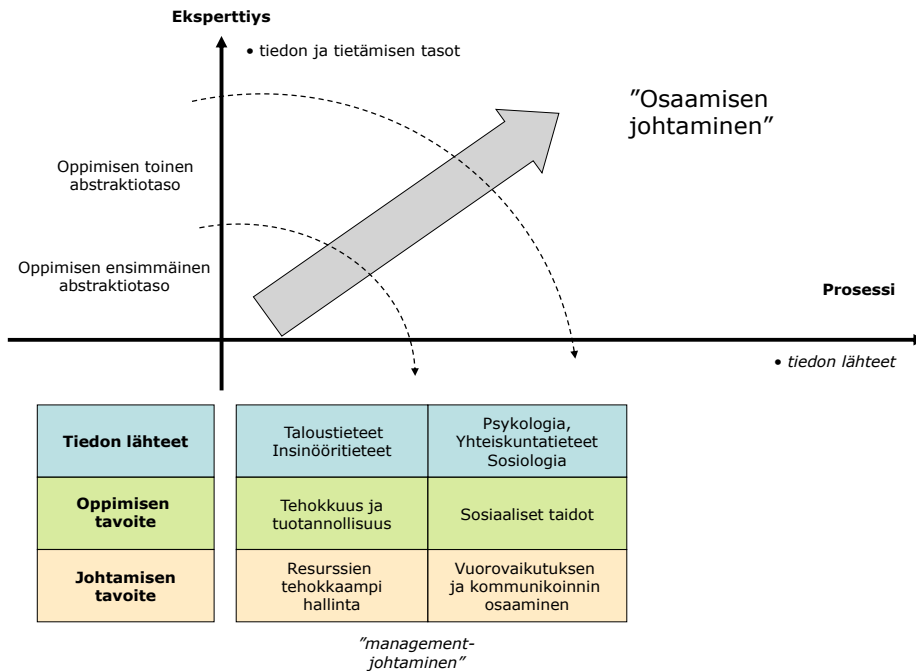 Eksperttiys
• tiedon ja tietämisen tasot
”Osaamisen
johtaminen”
Oppimisen toinen
abstraktiotaso
Oppimisen ensimmäinen
abstraktiotaso
Prosessi
• tiedon lähteet
Tiedon lähteet
Taloustieteet
Insinööritieteet
Psykologia,
Yhteiskuntatieteet
Sosiologia
Oppimisen
tavoite
Tehokkuus ja
tuotannollisuus
Sosiaaliset taidot
Johtamisen
tavoite
Resurssien
tehokkaampi
hallinta
Vuorovaikutuksen
ja kommunikoinnin
osaaminen
”management-
johtaminen”